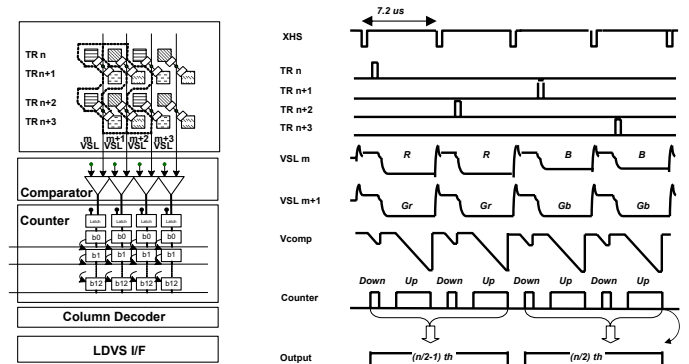 TR n
TR n+1
TR n+2
TR n+3
m m+1 m+2 m+3
VSL VSL VSL VSL
Comparator
Counter
Latch Latch Latch Latch
b0 b0 b0 b0
b1 b1 b1 b1
b12 b12 b12 b12
Column Decoder
LDVS I/F
7.2 us
XHS
TR n
TR n+1
TR n+2
TR n+3
VSL m R R B B
VSL m+1 Gr Gr Gb Gb
Vcomp
Down Up Down Up Down Up Down Up
Counter
Output (n/2-1) th (n/2) th